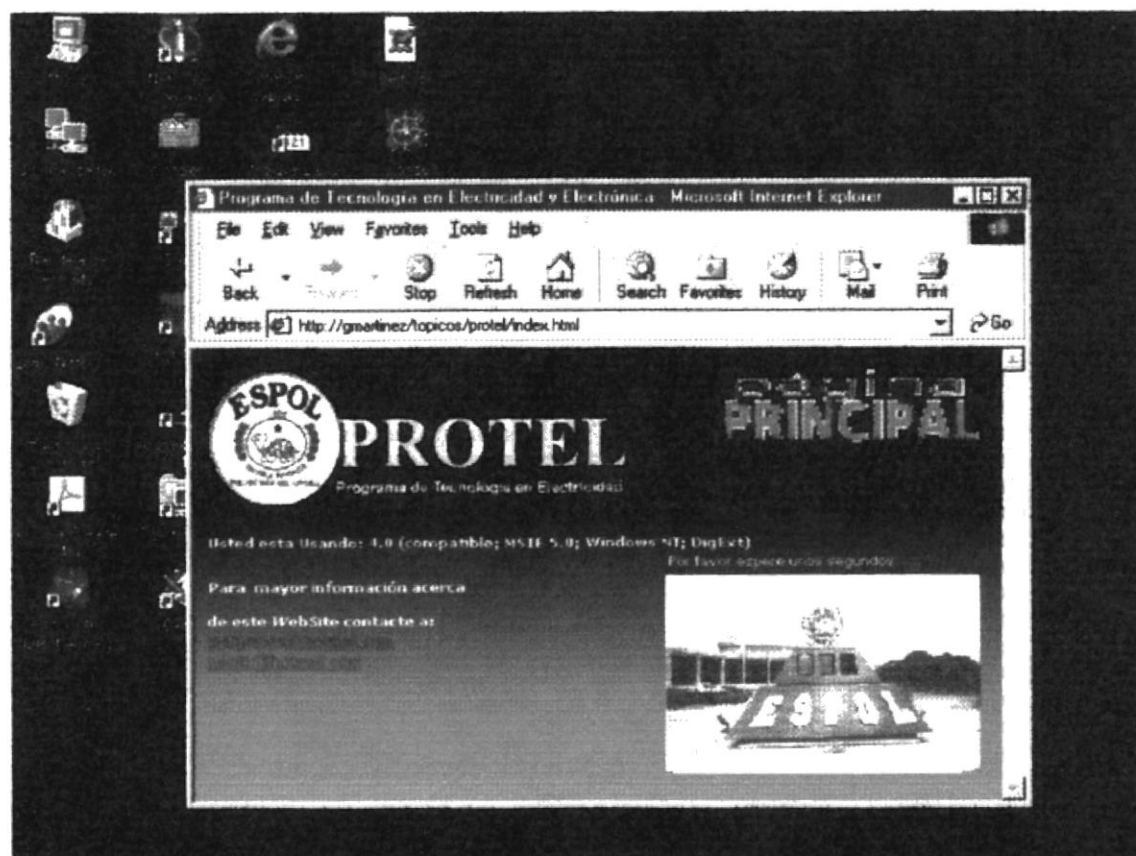 Programa de Tecnología en Electricidad y Electrónica - Microsoft Internet Explorer
File Edit View Favorites Tools Help
Back Forward Stop Refresh Home Search Favorites History Mail Print
Address http://gmartinez/topicos/protel/index.html Go
ESPOL
PROTEL
Programa de Tecnología en Electricidad
página
PRINCIPAL
Usted esta Usando: 4.0 (compatible; MSIE 5.0; Windows NT; DigExt)
Por favor espere unos segundos
Para mayor información acerca
de este WebSite contacte a:
ESPOL